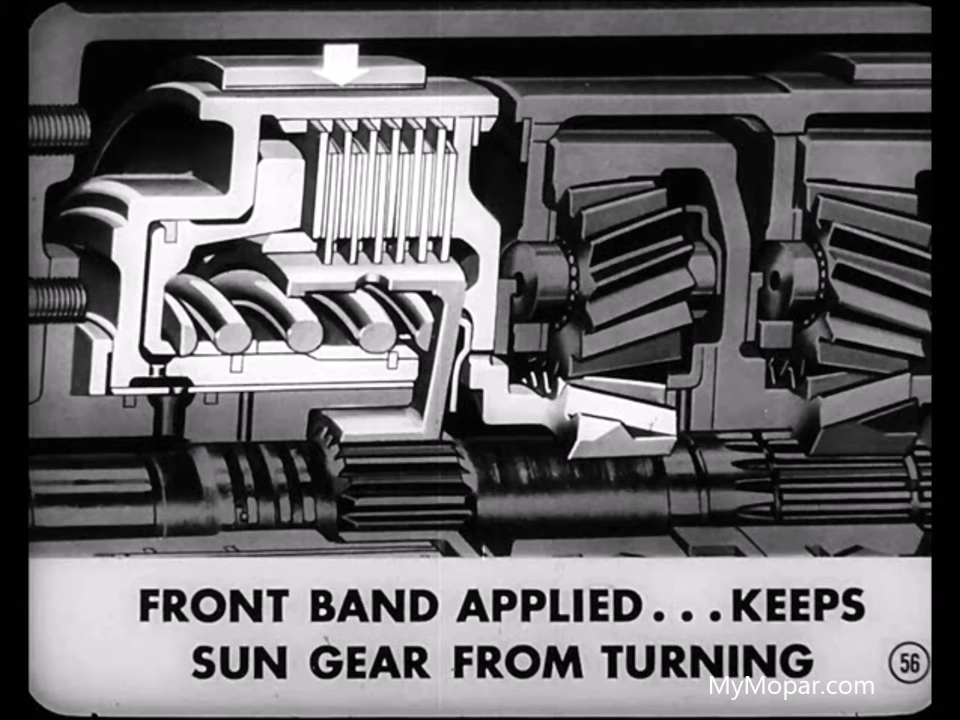 FRONT BAND APPLIED...KEEPS
SUN GEAR FROM TURNING
56
MyMopar.com